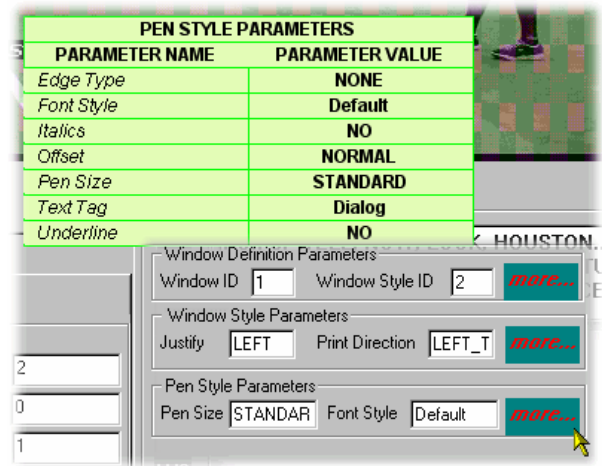 PEN STYLE PARAMETERS
PARAMETER NAME PARAMETER VALUE
Edge Type NONE
Font Style Default
Italics NO
Offset NORMAL
Pen Size STANDARD
Text Tag Dialog
Underline NO
LOOK, HOUSTON.
Window Definition Parameters
Window ID 1 Window Style ID 2 more...
Window Style Parameters
Justify LEFT Print Direction LEFT_T more...
2
Pen Style Parameters
0
Pen Size STANDAR Font Style Default more...
1